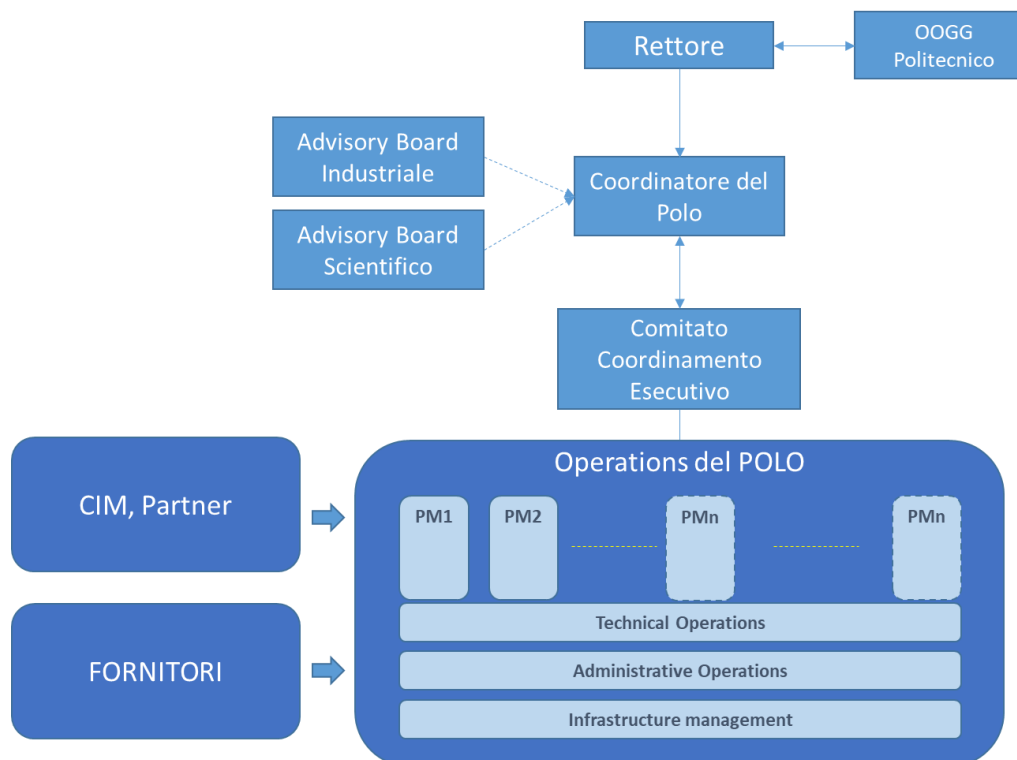 Rettore
OOGG
Politecnico
Advisory Board
Industriale
Coordinatore del
Polo
Advisory Board
Scientifico
Comitato
Coordinamento
Esecutivo
CIM, Partner
Operations del POLO
PM1
PM2
PMn
PMn
FORNITORI
Technical Operations
Administrative Operations
Infrastructure management